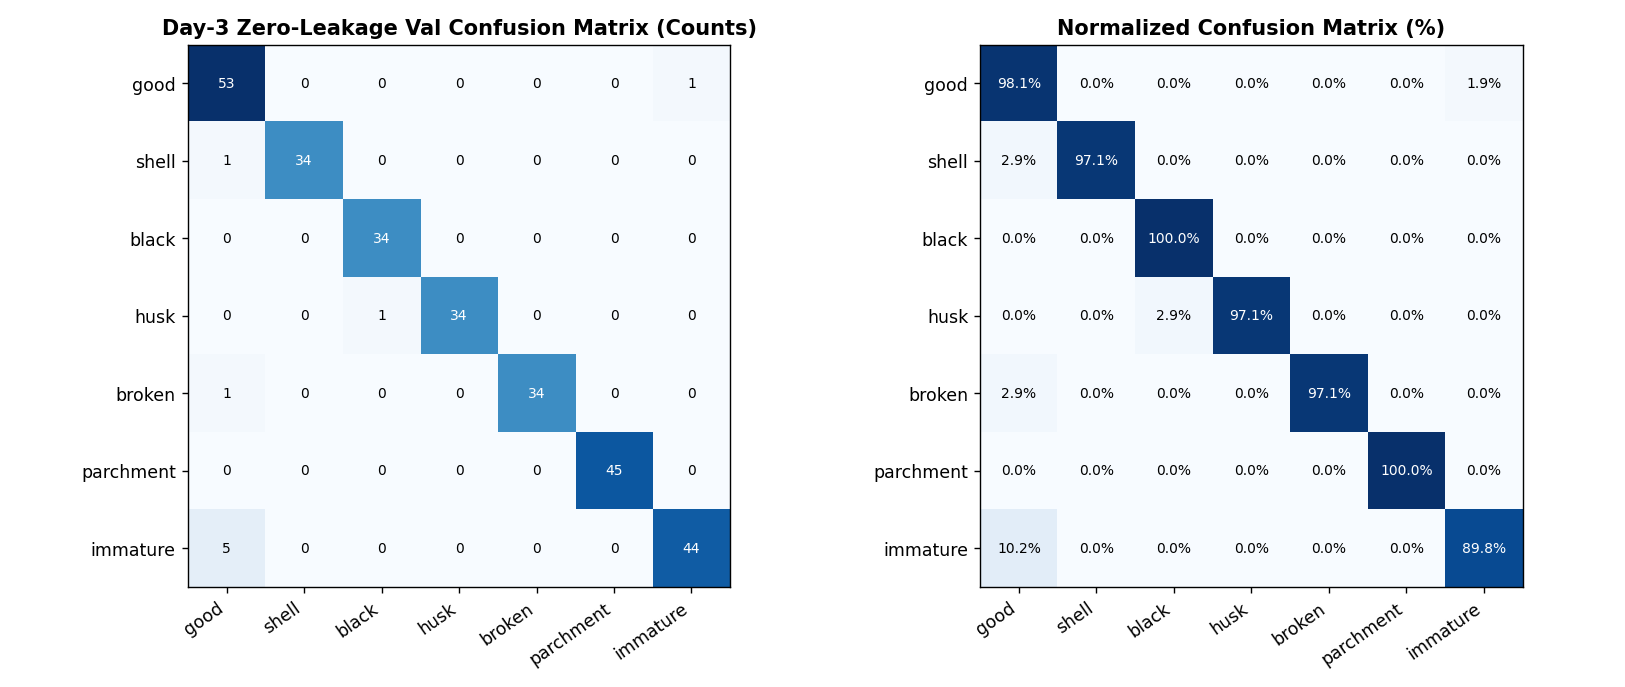 Day-3 Zero-Leakage Val Confusion Matrix (Counts)
good 53 0 0 0 0 0 1
shell 1 34 0 0 0 0 0
black 0 0 34 0 0 0 0
husk 0 0 1 34 0 0 0
broken 1 0 0 0 34 0 0
parchment 0 0 0 0 0 45 0
immature 5 0 0 0 0 0 44
good shell black husk broken parchment immature
Normalized Confusion Matrix (%)
good 98.1% 0.0% 0.0% 0.0% 0.0% 0.0% 1.9%
shell 2.9% 97.1% 0.0% 0.0% 0.0% 0.0% 0.0%
black 0.0% 0.0% 100.0% 0.0% 0.0% 0.0% 0.0%
husk 0.0% 0.0% 2.9% 97.1% 0.0% 0.0% 0.0%
broken 2.9% 0.0% 0.0% 0.0% 97.1% 0.0% 0.0%
parchment 0.0% 0.0% 0.0% 0.0% 0.0% 100.0% 0.0%
immature 10.2% 0.0% 0.0% 0.0% 0.0% 0.0% 89.8%
good shell black husk broken parchment immature